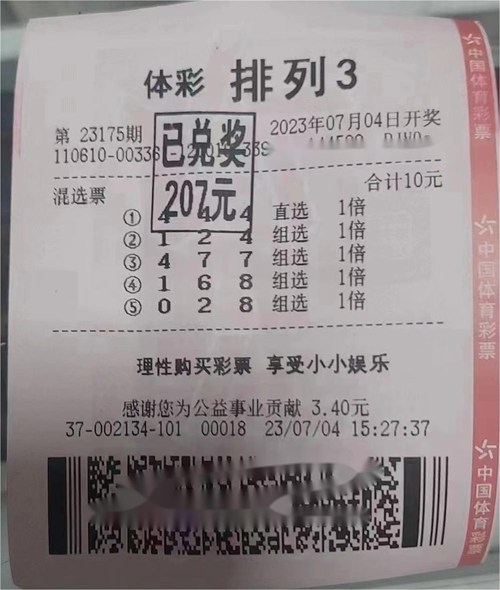 体彩 排列3
第 23175期 2023年07月04日开奖
110610-00336
已兑奖
207元
混选票 合计10元
① 4 4 4 直选 1倍
② 1 2 4 组选 1倍
③ 4 7 7 组选 1倍
④ 1 6 8 组选 1倍
⑤ 0 2 8 组选 1倍
理性购买彩票 享受小小娱乐
感谢您为公益事业贡献 3.40元
37-002134-101 00018 23/07/04 15:27:37
中国体育彩票
中国体育彩票
中国体育彩票